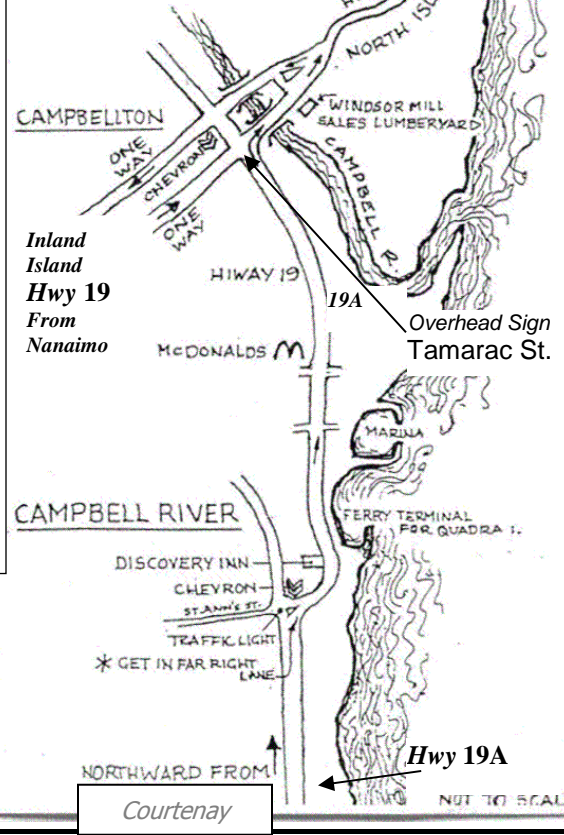 NORTH ISL
CAMPBELLTON
WINDSOR MILL
SALES LUMBERYARD
ONE
WAY
CHEVRON
CAMPBELL R.
ONE
WAY
Inland
Island
Hwy 19
From
Nanaimo
HIWAY 19
19A
Overhead Sign
Tamarac St.
McDONALDS
MARINA
CAMPBELL RIVER
FERRY TERMINAL
FOR QUADRA I.
DISCOVERY INN
CHEVRON
ST. ANN'S ST.
TRAFFIC LIGHT
* GET IN FAR RIGHT
LANE
Hwy 19A
NORTHWARD FROM
NOT TO SCAL
Courtenay